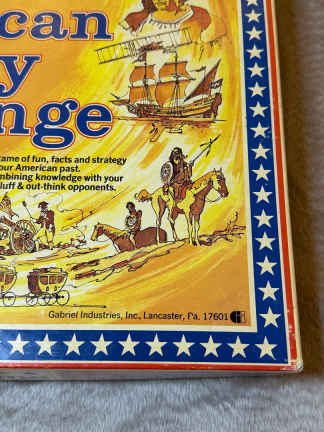 can
y
nge
ame of fun, facts and strategy
our American past.
mbining knowledge with your
luff & out-think opponents.
Gabriel Industries, Inc., Lancaster, Pa. 17601